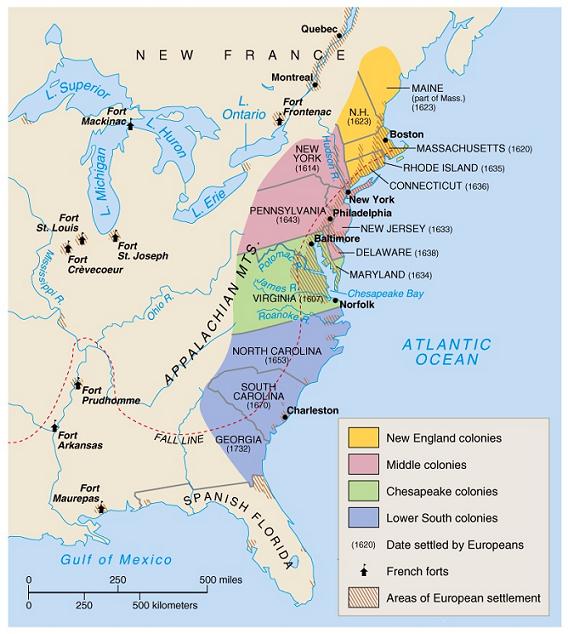 Quebec
NEW FRANCE
Montreal
L. Superior
L.
Ontario
Fort
Frontenac
Fort
Mackinac
L. Huron
L. Michigan
L. Erie
MAINE
(part of Mass.)
(1623)
N.H.
(1623)
Boston
MASSACHUSETTS (1620)
RHODE ISLAND (1635)
CONNECTICUT (1636)
Hudson R.
NEW
YORK
(1614)
New York
PENNSYLVANIA
(1643)
Philadelphia
NEW JERSEY (1633)
Baltimore
DELAWARE (1638)
MARYLAND (1634)
Fort
St. Louis
Fort
Crèvecoeur
Fort
St. Joseph
Mississippi R.
Ohio R.
APPALACHIAN MTS.
Potomac R.
James R.
VIRGINIA (1607)
Chesapeake Bay
Norfolk
Roanoke R.
ATLANTIC
OCEAN
NORTH CAROLINA
(1653)
SOUTH
CAROLINA
(1670)
Charleston
GEORGIA
(1732)
FALL LINE
Fort
Prudhomme
Fort
Arkansas
Fort
Maurepas
SPANISH FLORIDA
Gulf of Mexico
0 250 500 miles
0 250 500 kilometers
New England colonies
Middle colonies
Chesapeake colonies
Lower South colonies
(1620) Date settled by Europeans
French forts
Areas of European settlement